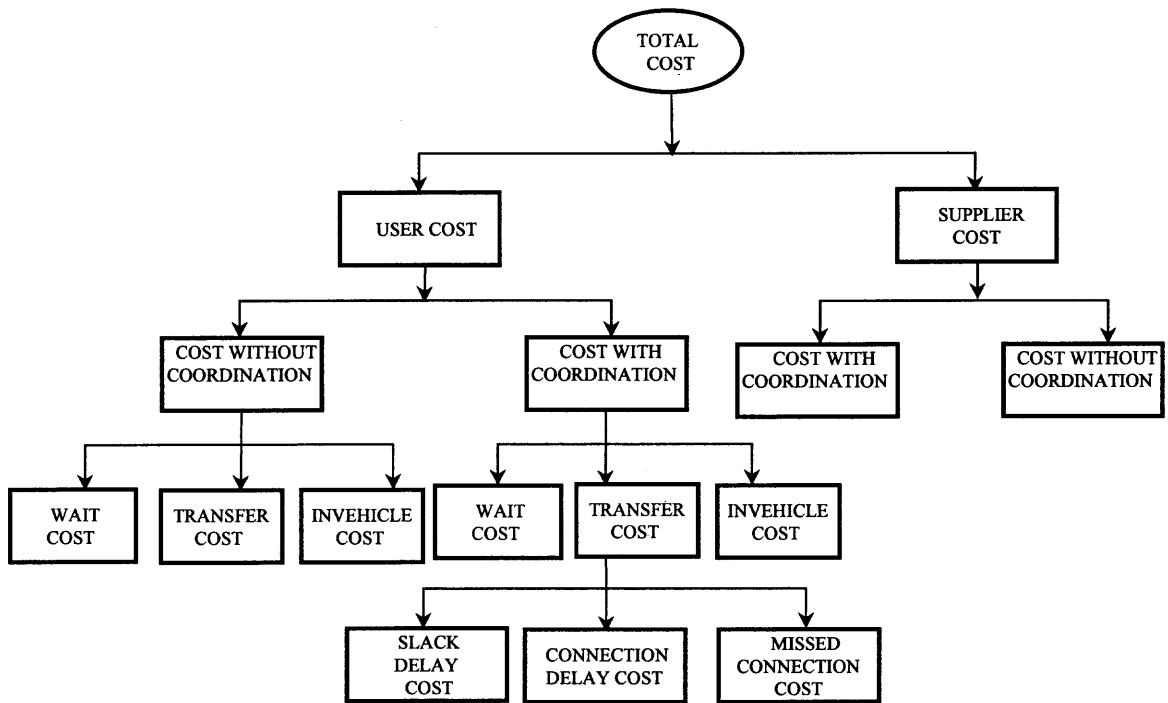 TOTAL
COST
USER COST
SUPPLIER
COST
COST WITHOUT
COORDINATION
COST WITH
COORDINATION
COST WITH
COORDINATION
COST WITHOUT
COORDINATION
WAIT
COST
TRANSFER
COST
INVEHICLE
COST
WAIT
COST
TRANSFER
COST
INVEHICLE
COST
SLACK
DELAY
COST
CONNECTION
DELAY COST
MISSED
CONNECTION
COST